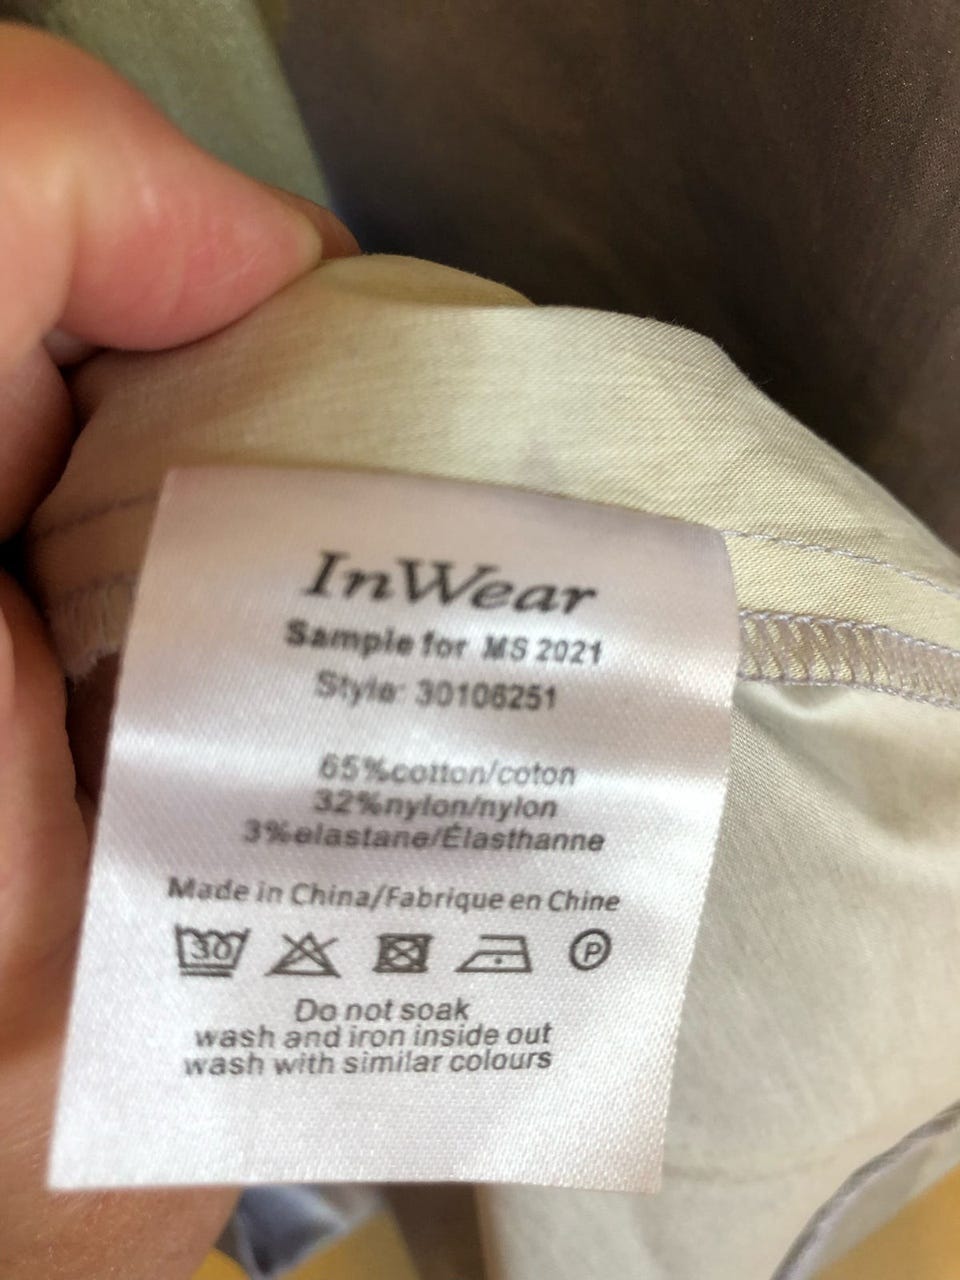 InWear
Sample for MS 2021
Style: 30106251
65%cotton/coton
32%nylon/nylon
3%elastane/Élasthanne
Made in China/Fabrique en Chine
30 P
Do not soak
wash and iron inside out
wash with similar colours